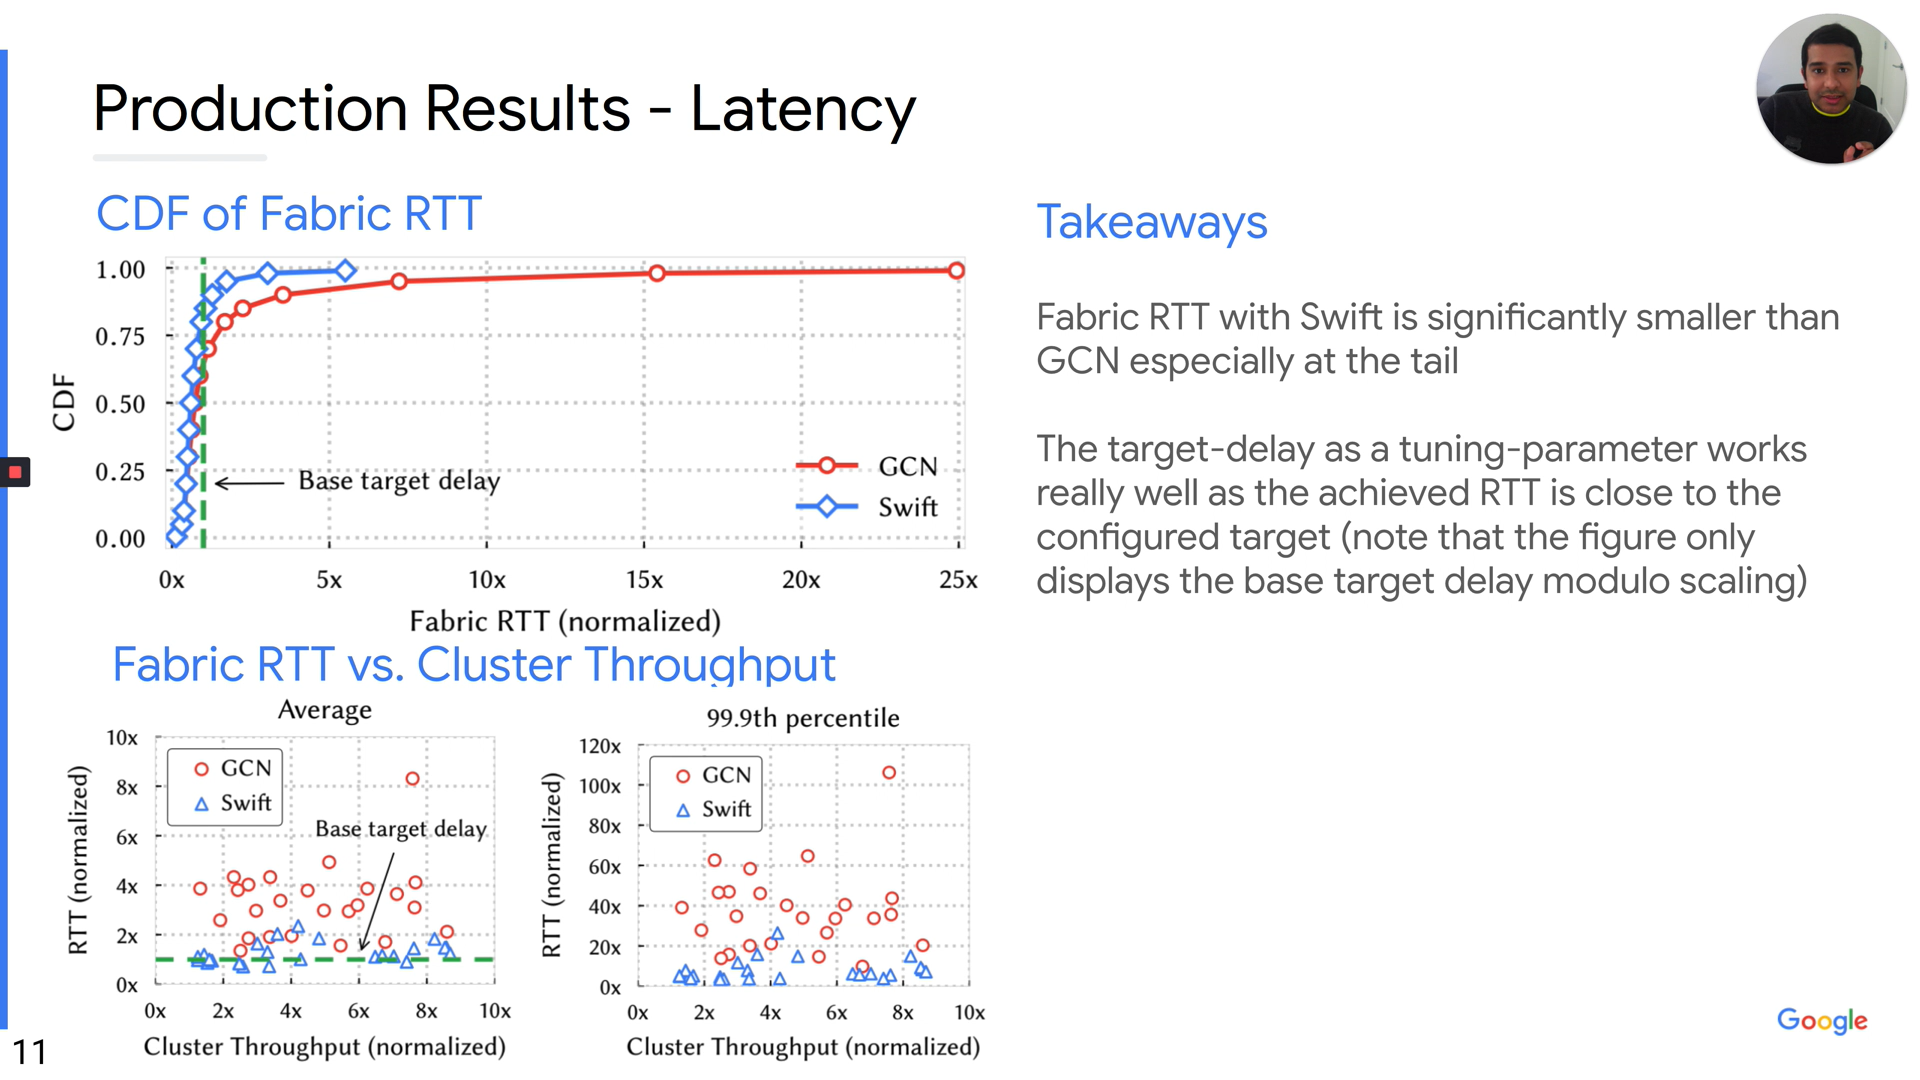 Production Results - Latency
CDF of Fabric RTT
1.00
0.75
0.50
0.25
0.00
CDF
Base target delay
GCN
Swift
0x
5x
10x
15x
20x
25x
Fabric RTT (normalized)
Fabric RTT vs. Cluster Throughput
Average
10x
8x
6x
4x
2x
0x
RTT (normalized)
GCN
Swift
Base target delay
0x
2x
4x
6x
8x
10x
Cluster Throughput (normalized)
99.9th percentile
120x
100x
80x
60x
40x
20x
0x
RTT (normalized)
GCN
Swift
0x
2x
4x
6x
8x
10x
Cluster Throughput (normalized)
Takeaways
Fabric RTT with Swift is significantly smaller than
GCN especially at the tail
The target-delay as a tuning-parameter works
really well as the achieved RTT is close to the
configured target (note that the figure only
displays the base target delay modulo scaling)
Google
11